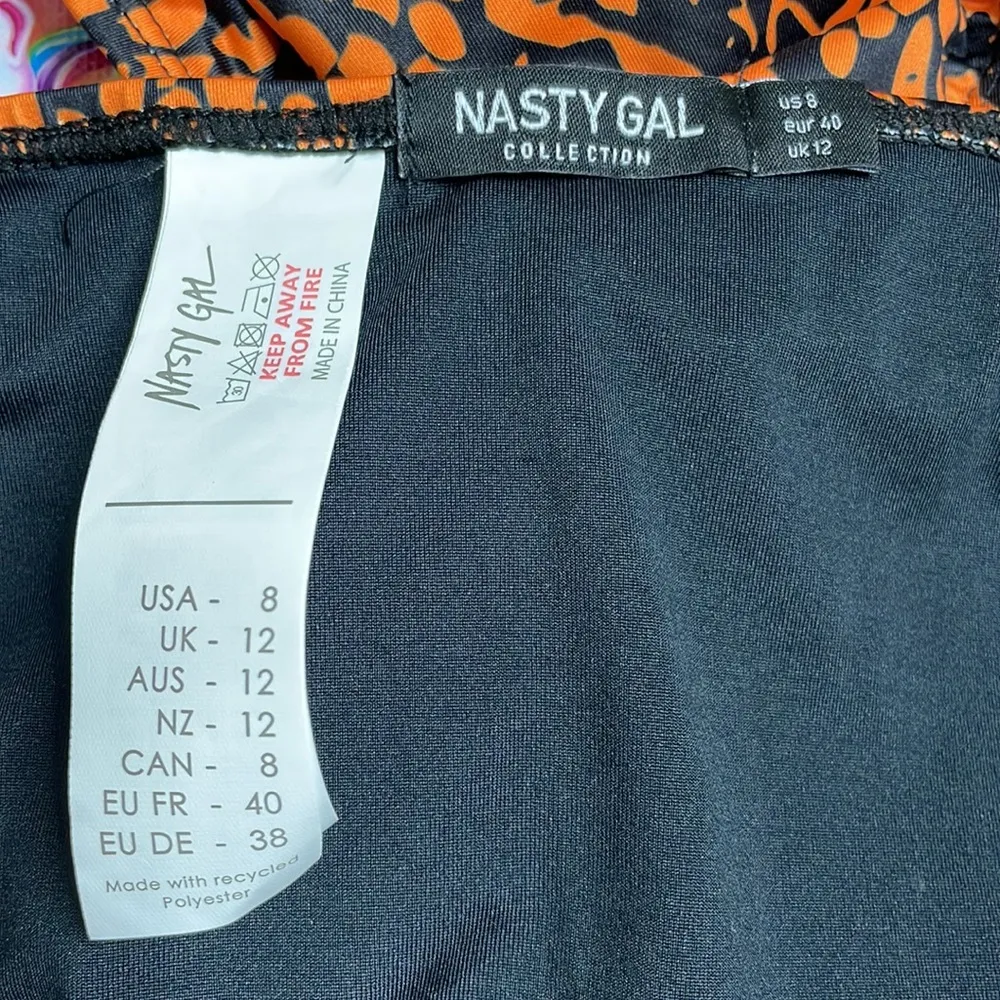 NASTY GAL
COLLECTION
US 8
eur 40
UK 12
NASTY GAL
30
KEEP AWAY
FROM FIRE
MADE IN CHINA
USA - 8
UK - 12
AUS - 12
NZ - 12
CAN - 8
EU FR - 40
EU DE - 38
Made with recycled
Polyester